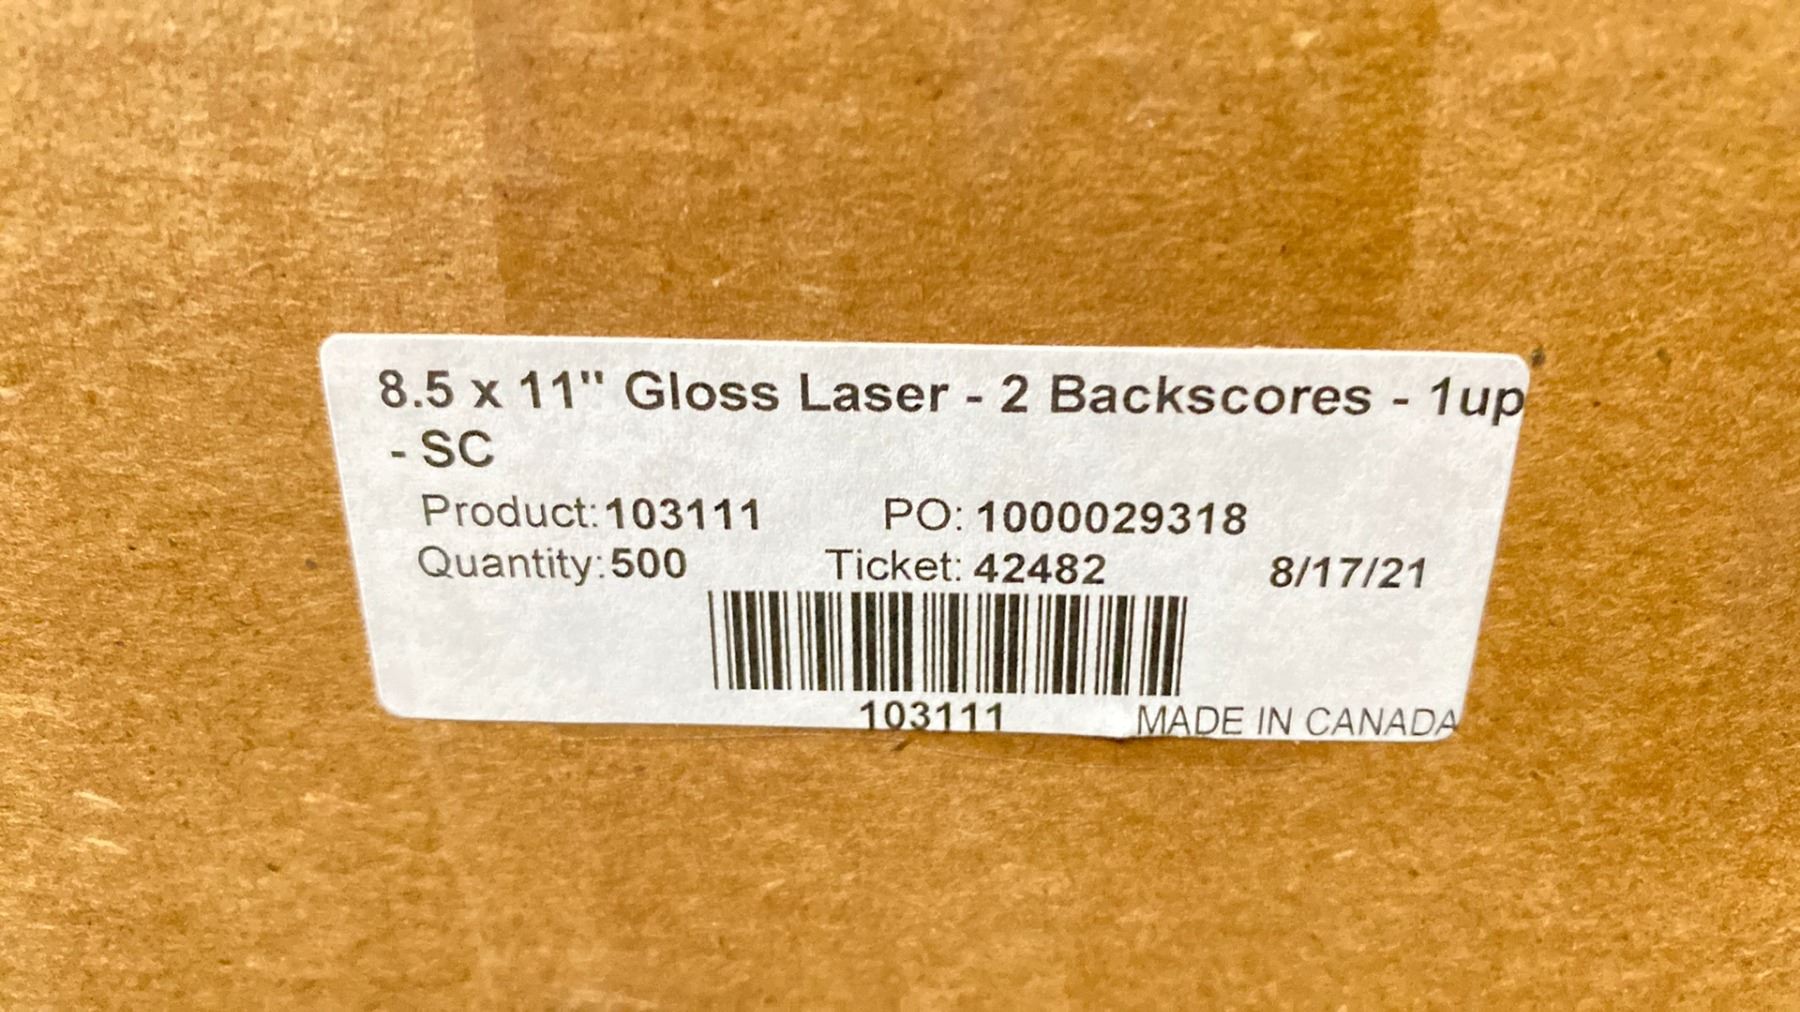 8.5 x 11" Gloss Laser - 2 Backscores - 1up
- SC
Product: 103111 PO: 1000029318
Quantity: 500 Ticket: 42482 8/17/21
103111 MADE IN CANADA